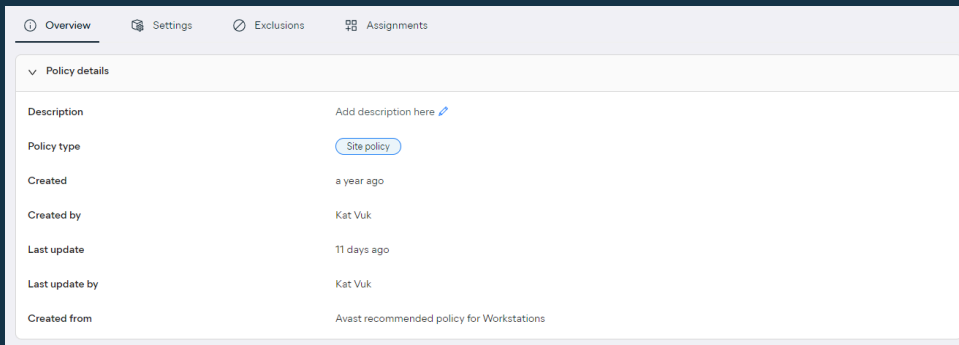 Overview Settings Exclusions Assignments
Policy details
Description Add description here
Policy type Site policy
Created a year ago
Created by Kat Vuk
Last update 11 days ago
Last update by Kat Vuk
Created from Avast recommended policy for Workstations